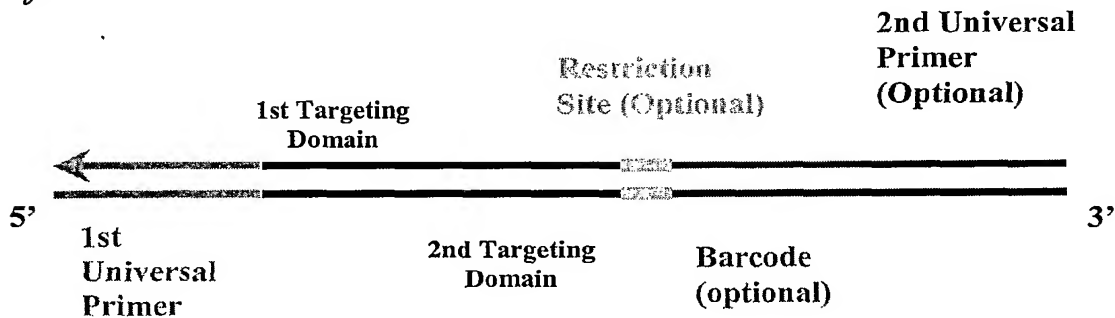 2nd Universal
Primer
(Optional)
Restriction
Site (Optional)
1st Targeting
Domain
5’
3’
1st
Universal
Primer
2nd Targeting
Domain
Barcode
(optional)